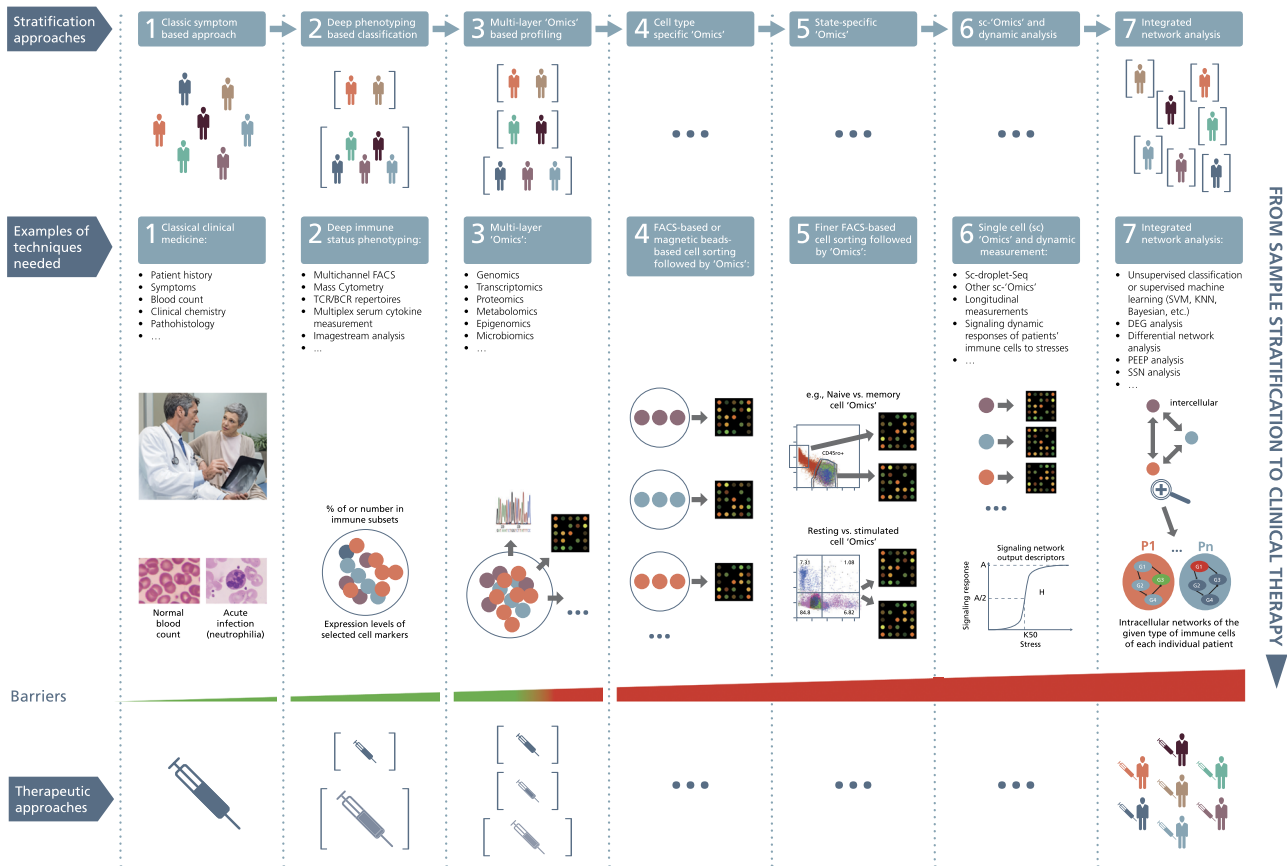 Stratification
approaches
1 Classic symptom
based approach
2 Deep phenotyping
based classification
3 Multi-layer ‘Omics’
based profiling
4 Cell type
specific ‘Omics’
5 State-specific
‘Omics’
6 sc-‘Omics’ and
dynamic analysis
7 Integrated
network analysis
Examples of
techniques
needed
1 Classical clinical
medicine:
• Patient history
• Symptoms
• Blood count
• Clinical chemistry
• Pathohistology
• ...
Normal
blood
count
Acute
infection
(neutrophilia)
2 Deep immune
status phenotyping:
• Multichannel FACS
• Mass Cytometry
• TCR/BCR repertoires
• Multiplex serum cytokine
measurement
• Imagestream analysis
• ...
% of or number in
immune subsets
Expression levels of
selected cell markers
3 Multi-layer
‘Omics’:
• Genomics
• Transcriptomics
• Proteomics
• Metabolomics
• Epigenomics
• Microbiomics
• ...
4 FACS-based or
magnetic beads-
based cell sorting
followed by ‘Omics’:
5 Finer FACS-based
cell sorting followed
by ‘Omics’:
e.g., Naive vs. memory
cell ‘Omics’
CD45ro+
Resting vs. stimulated
cell ‘Omics’
7.31 1.08
84.8 6.82
6 Single cell (sc)
‘Omics’ and dynamic
measurement:
• Sc-droplet-Seq
• Other sc-‘Omics’
• Longitudinal
measurements
• Signaling dynamic
responses of patients’
immune cells to stresses
• ...
Signaling network
output descriptors
Signaling response
A
A/2
H
K50
Stress
7 Integrated
network analysis:
• Unsupervised classification
or supervised machine
learning (SVM, KNN,
Bayesian, etc.)
• DEG analysis
• Differential network
analysis
• PEEP analysis
• SSN analysis
• ...
intercellular
P1 ... Pn
G1
G2
G3
G4
G1
G2
G3
G4
Intracellular networks of the
given type of immune cells
of each individual patient
Barriers
Therapeutic
approaches
FROM SAMPLE STRATIFICATION TO CLINICAL THERAPY